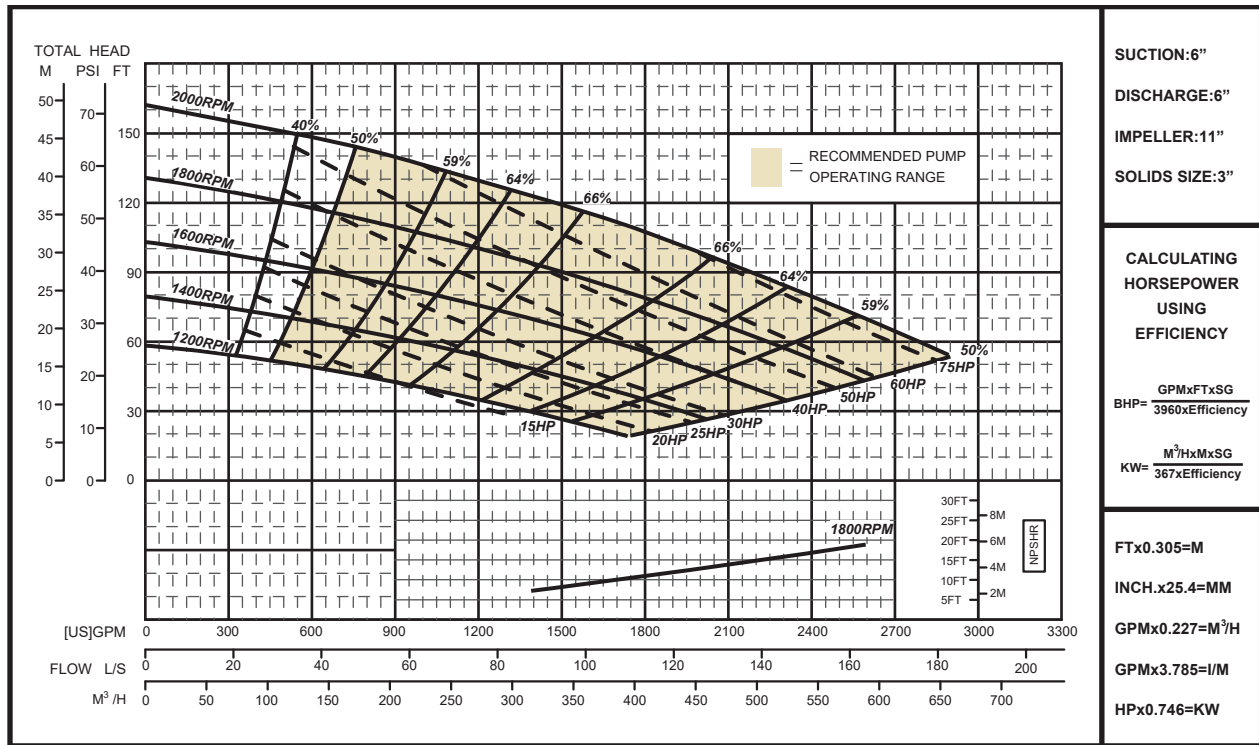 TOTAL HEAD
M PSI FT
50
45
40
35
30
25
20
15
10
5
0
70
60
50
40
30
20
10
0
150
120
90
60
30
0
2000RPM
1800RPM
1600RPM
1400RPM
1200RPM
40%
50%
59%
64%
66%
66%
64%
59%
50%
75HP
60HP
50HP
40HP
30HP
25HP
20HP
15HP
RECOMMENDED PUMP
OPERATING RANGE
1800RPM
30FT
25FT
20FT
15FT
10FT
5FT
8M
6M
4M
2M
NPSHR
[US]GPM 0 300 600 900 1200 1500 1800 2100 2400 2700 3000 3300
FLOW L/S 0 20 40 60 80 100 120 140 160 180 200
M³/H 0 50 100 150 200 250 300 350 400 450 500 550 600 650 700
SUCTION:6”
DISCHARGE:6”
IMPELLER:11”
SOLIDS SIZE:3”
CALCULATING
HORSEPOWER
USING
EFFICIENCY
BHP= GPMxFTxSG
3960xEfficiency
KW= M³/HxMxSG
367xEfficiency
FTx0.305=M
INCH.x25.4=MM
GPMx0.227=M³/H
GPMx3.785=I/M
HPx0.746=KW